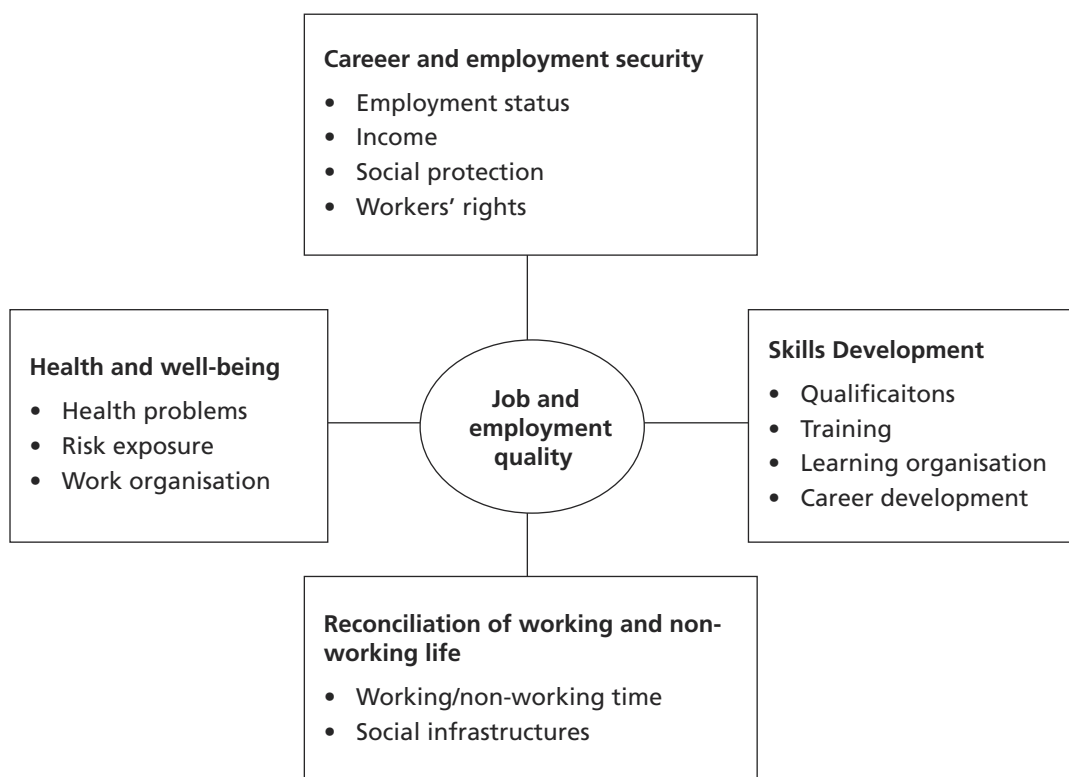 Careeer and employment security
• Employment status
• Income
• Social protection
• Workers’ rights
Health and well-being
• Health problems
• Risk exposure
• Work organisation
Job and
employment
quality
Skills Development
• Qualificaitons
• Training
• Learning organisation
• Career development
Reconciliation of working and non-
working life
• Working/non-working time
• Social infrastructures